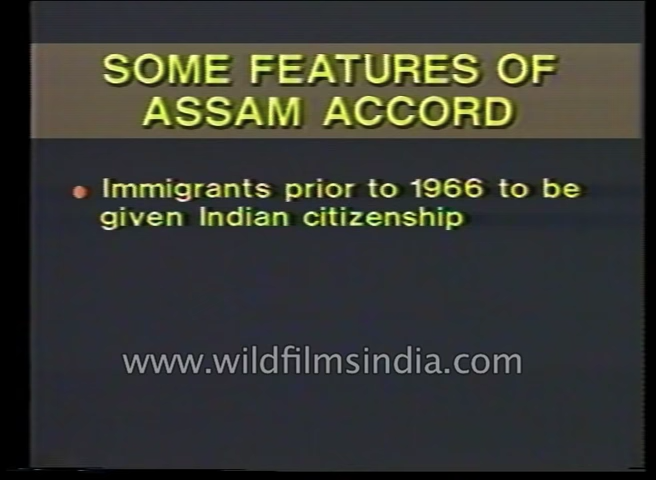 SOME FEATURES OF
ASSAM ACCORD
Immigrants prior to 1966 to be
given Indian citizenship
www.wildfilmsindia.com